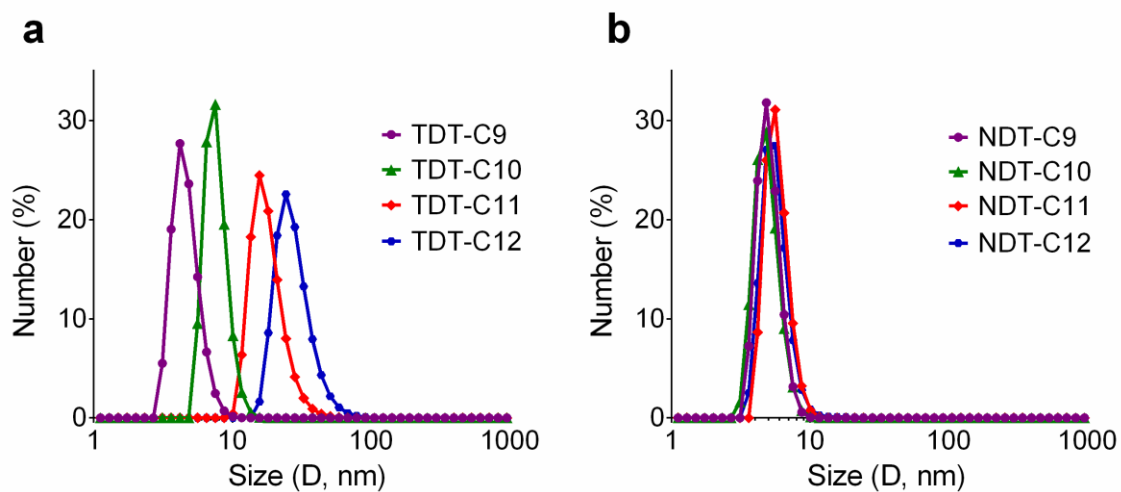 a
Number (%)
30
20
10
0
1
10
100
1000
Size (D, nm)
TDT-C9
TDT-C10
TDT-C11
TDT-C12
b
Number (%)
30
20
10
0
1
10
100
1000
Size (D, nm)
NDT-C9
NDT-C10
NDT-C11
NDT-C12